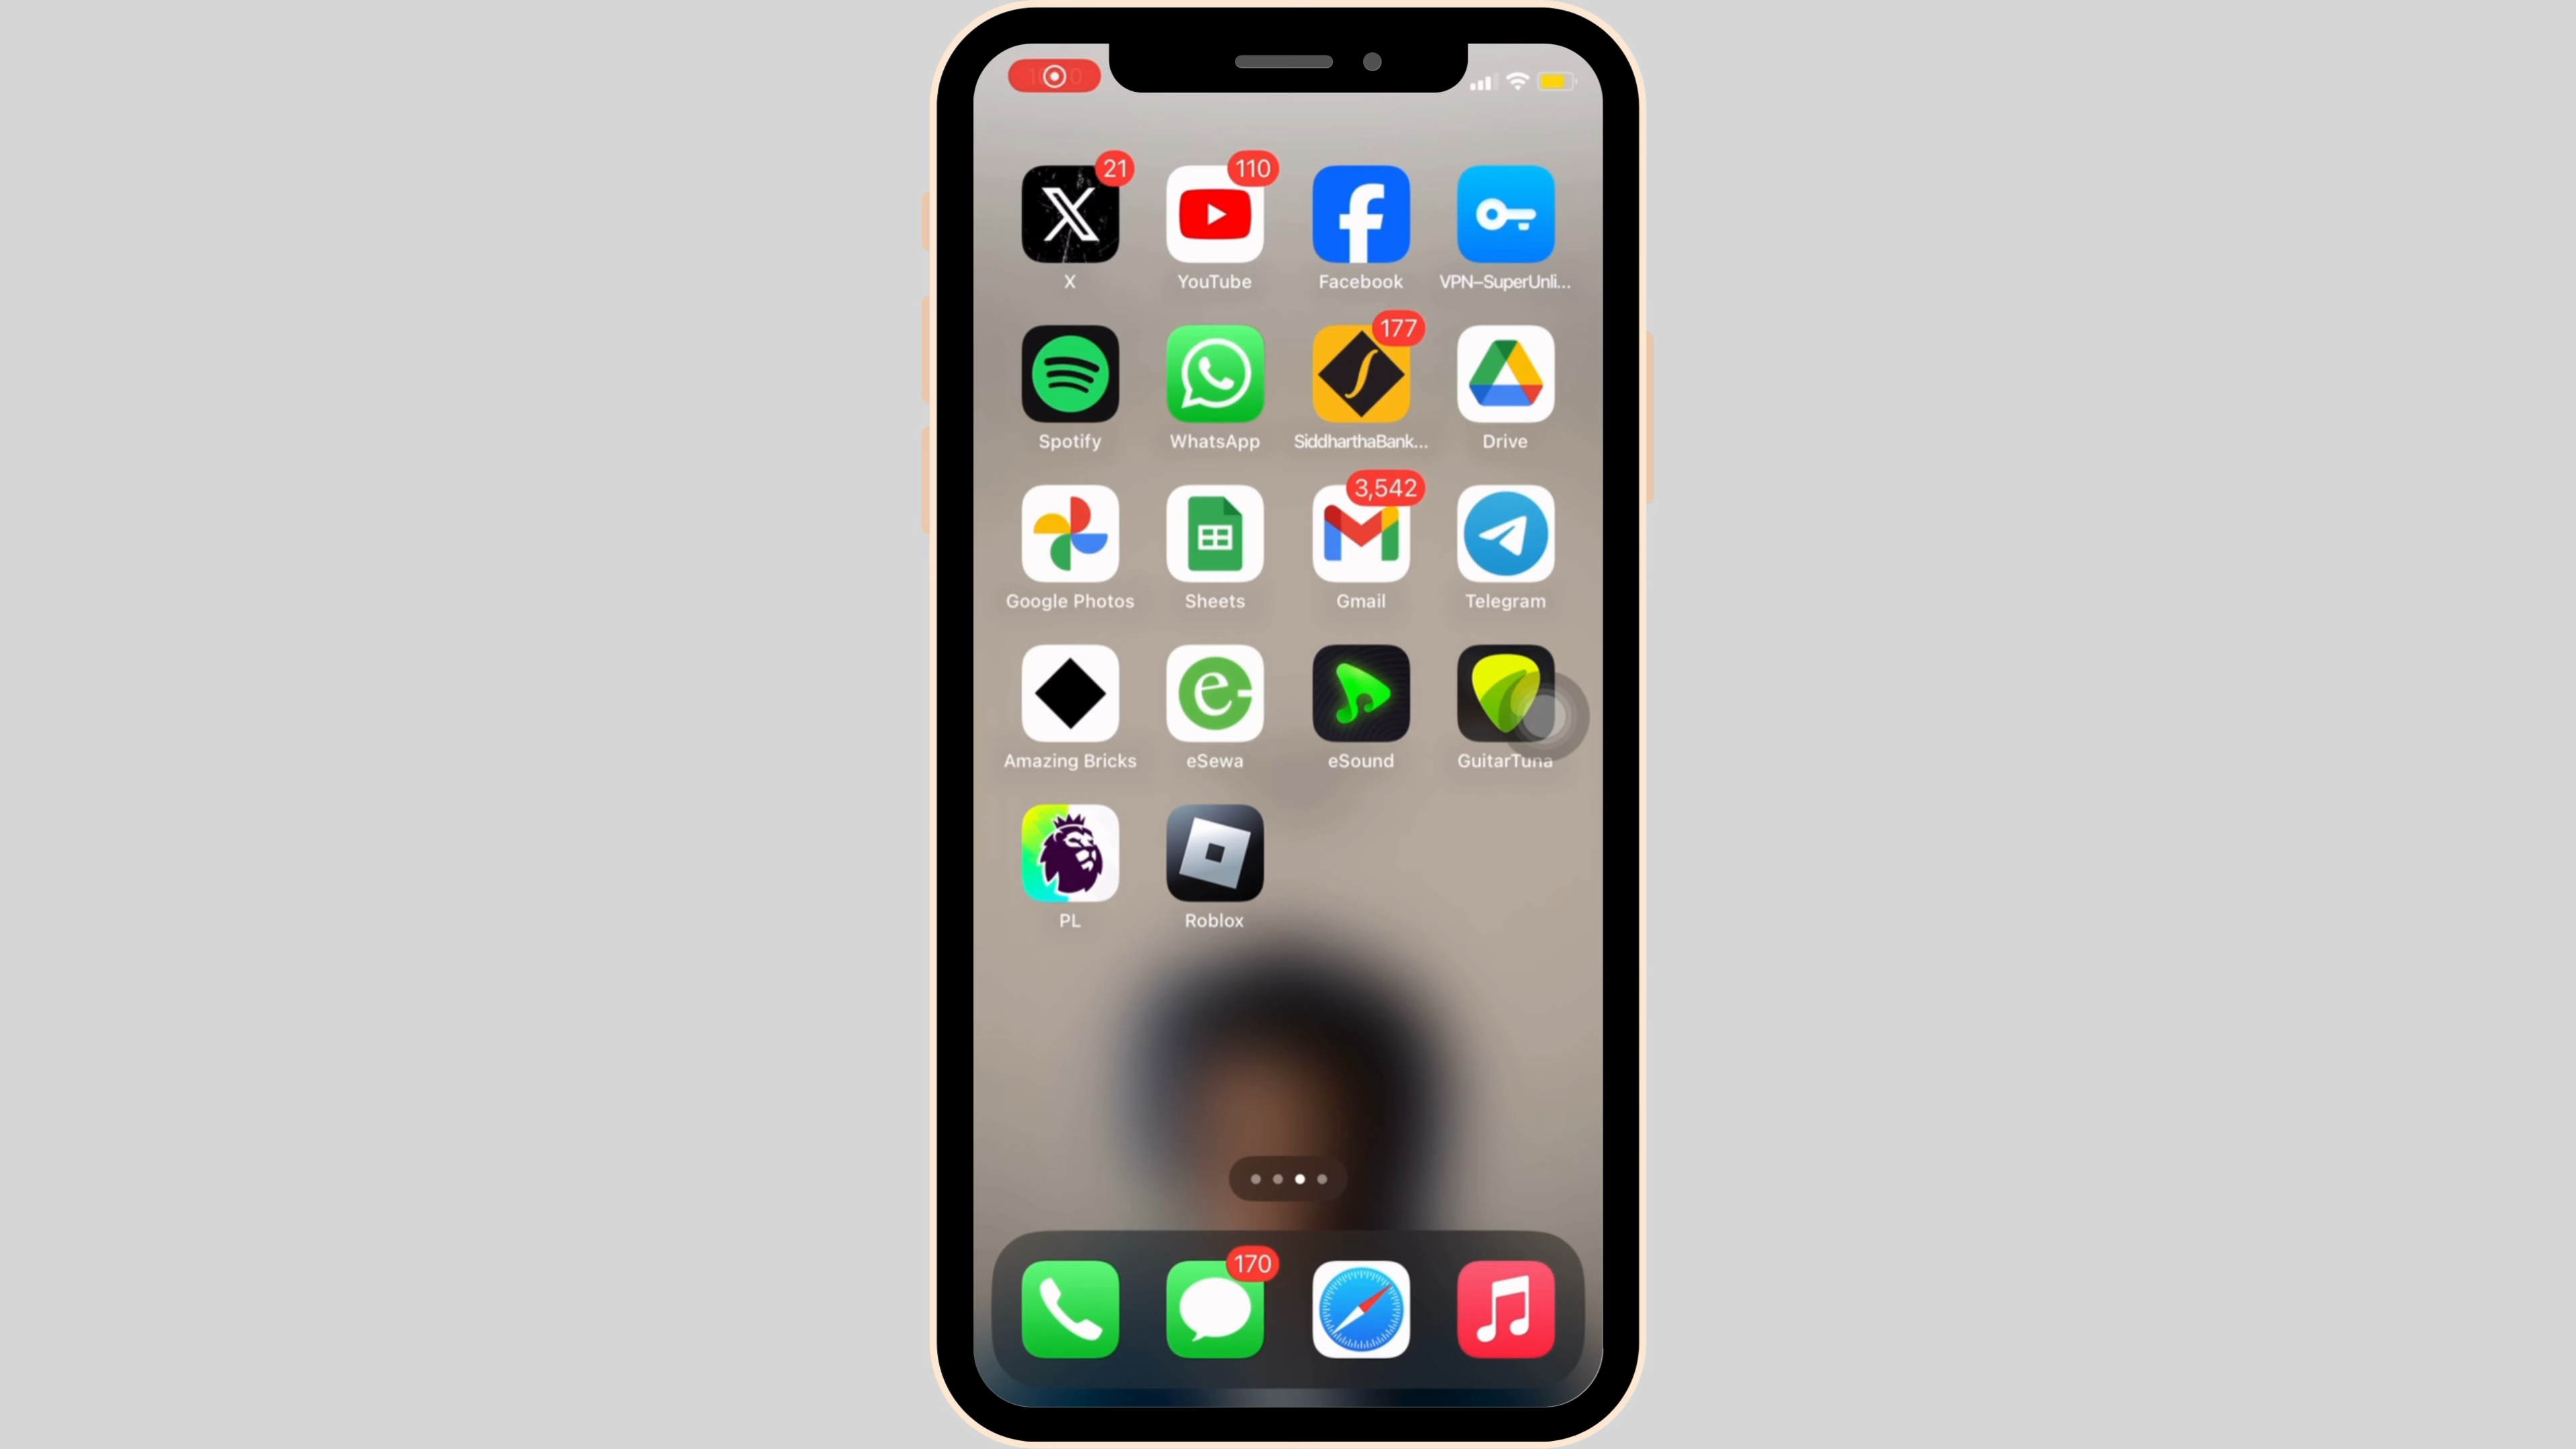 21
110
X
YouTube
Facebook
VPN–SuperUnli...
177
Spotify
WhatsApp
SiddharthaBank...
Drive
3,542
Google Photos
Sheets
Gmail
Telegram
Amazing Bricks
eSewa
eSound
GuitarTuna
PL
Roblox
170